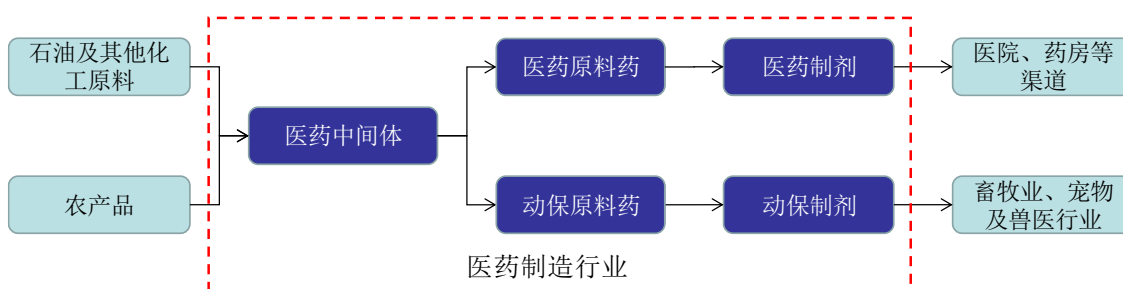 石油及其他化
工原料
农产品
医药中间体
医药原料药
医药制剂
医院、药房等
渠道
动保原料药
动保制剂
畜牧业、宠物
及兽医行业
医药制造行业